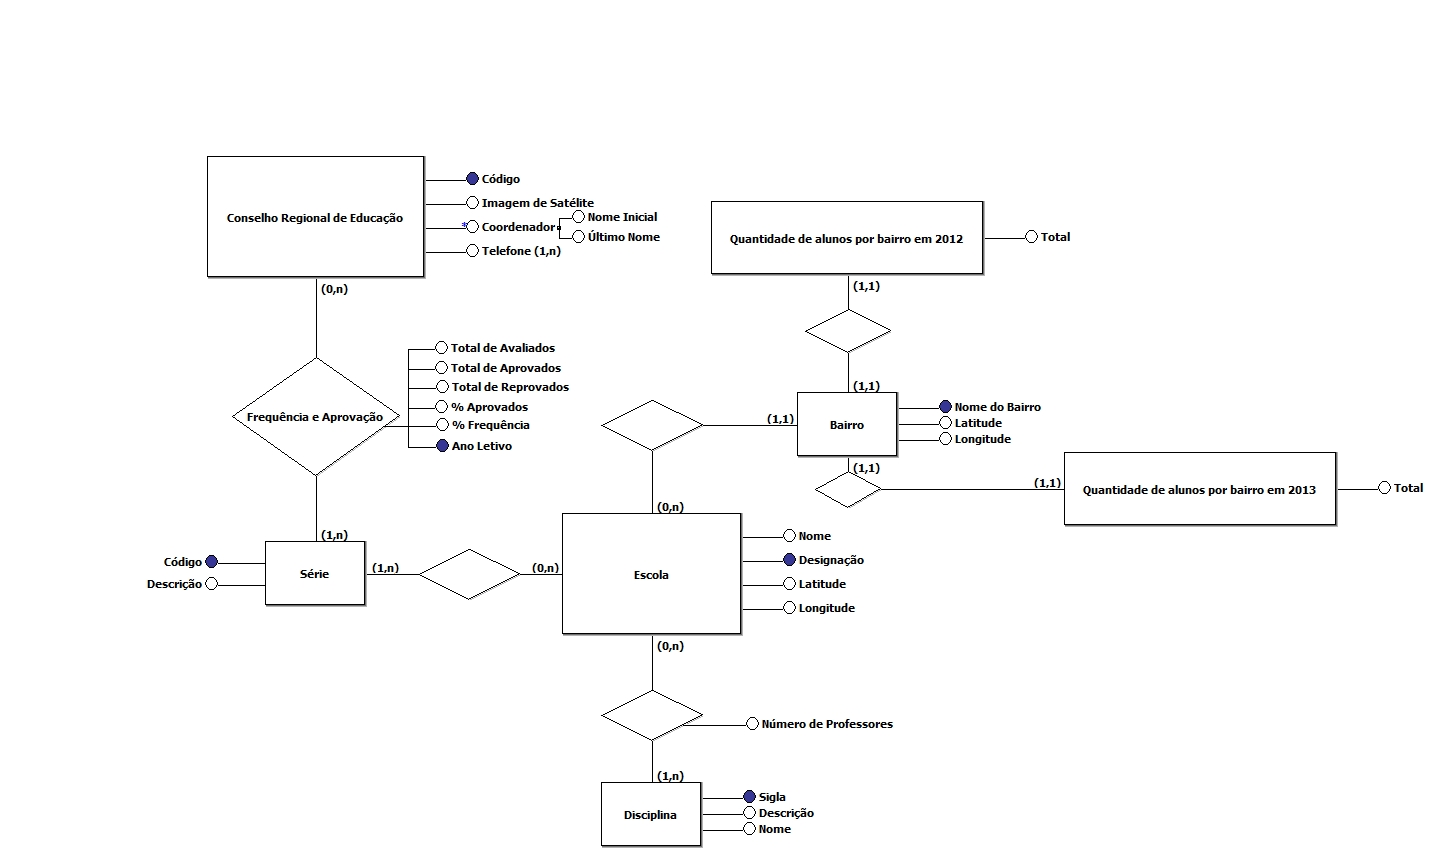 Conselho Regional de Educação
Código
Imagem de Satélite
*Coordenador
Nome Inicial
Último Nome
Telefone (1,n)
(0,n)
Quantidade de alunos por bairro em 2012
Total
(1,1)
Frequência e Aprovação
Total de Avaliados
Total de Aprovados
Total de Reprovados
% Aprovados
% Frequência
Ano Letivo
(1,1)
Bairro
Nome do Bairro
Latitude
Longitude
(1,1)
(1,1)
(1,1)
Quantidade de alunos por bairro em 2013
Total
(0,n)
(1,n)
Código
Descrição
Série
(1,n)
(0,n)
Escola
Nome
Designação
Latitude
Longitude
(0,n)
Número de Professores
(1,n)
Disciplina
Sigla
Descrição
Nome